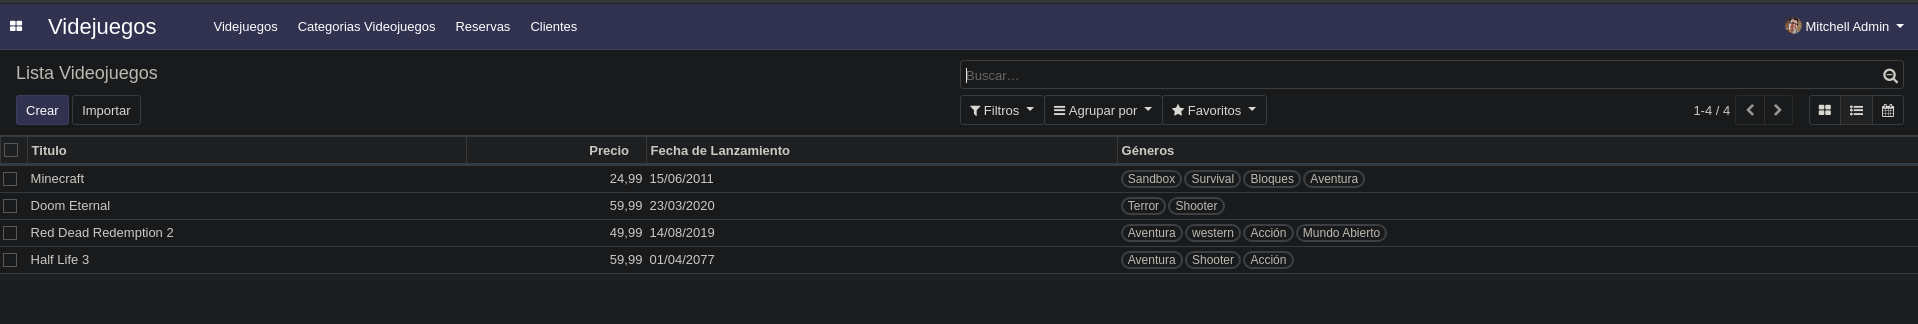 Videjuegos Videjuegos Categorias Videojuegos Reservas Clientes Mitchell Admin
Lista Videojuegos
Buscar...
Crear Importar Filtros Agrupar por Favoritos 1-4 / 4
Titulo Precio Fecha de Lanzamiento Géneros
Minecraft 24,99 15/06/2011 Sandbox Survival Bloques Aventura
Doom Eternal 59,99 23/03/2020 Terror Shooter
Red Dead Redemption 2 49,99 14/08/2019 Aventura western Acción Mundo Abierto
Half Life 3 59,99 01/04/2077 Aventura Shooter Acción